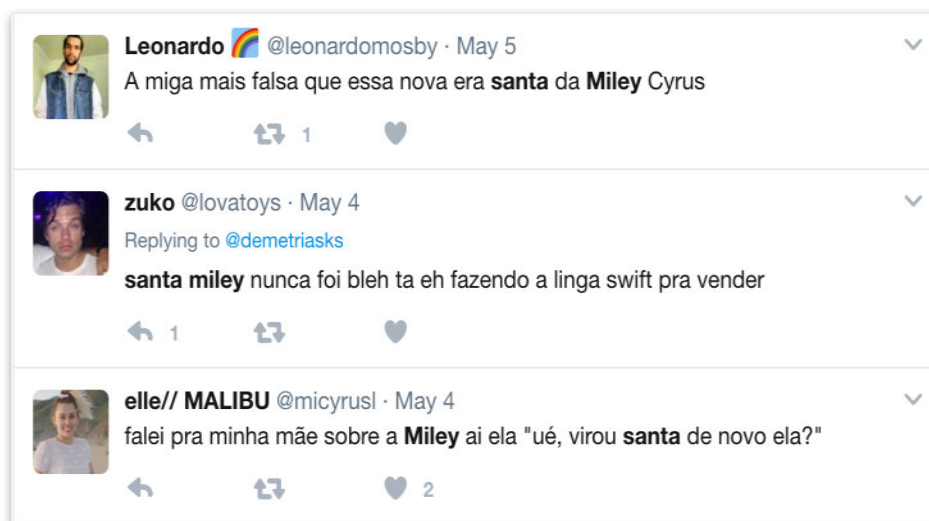 Leonardo 🌈 @leonardomosby · May 5
A miga mais falsa que essa nova era santa da Miley Cyrus
1
zuko @lovatoys · May 4
Replying to @demetriasks
santa miley nunca foi bleh ta eh fazendo a linga swift pra vender
1
elle// MALIBU @micyrusl · May 4
falei pra minha mãe sobre a Miley ai ela "ué, virou santa de novo ela?"
2